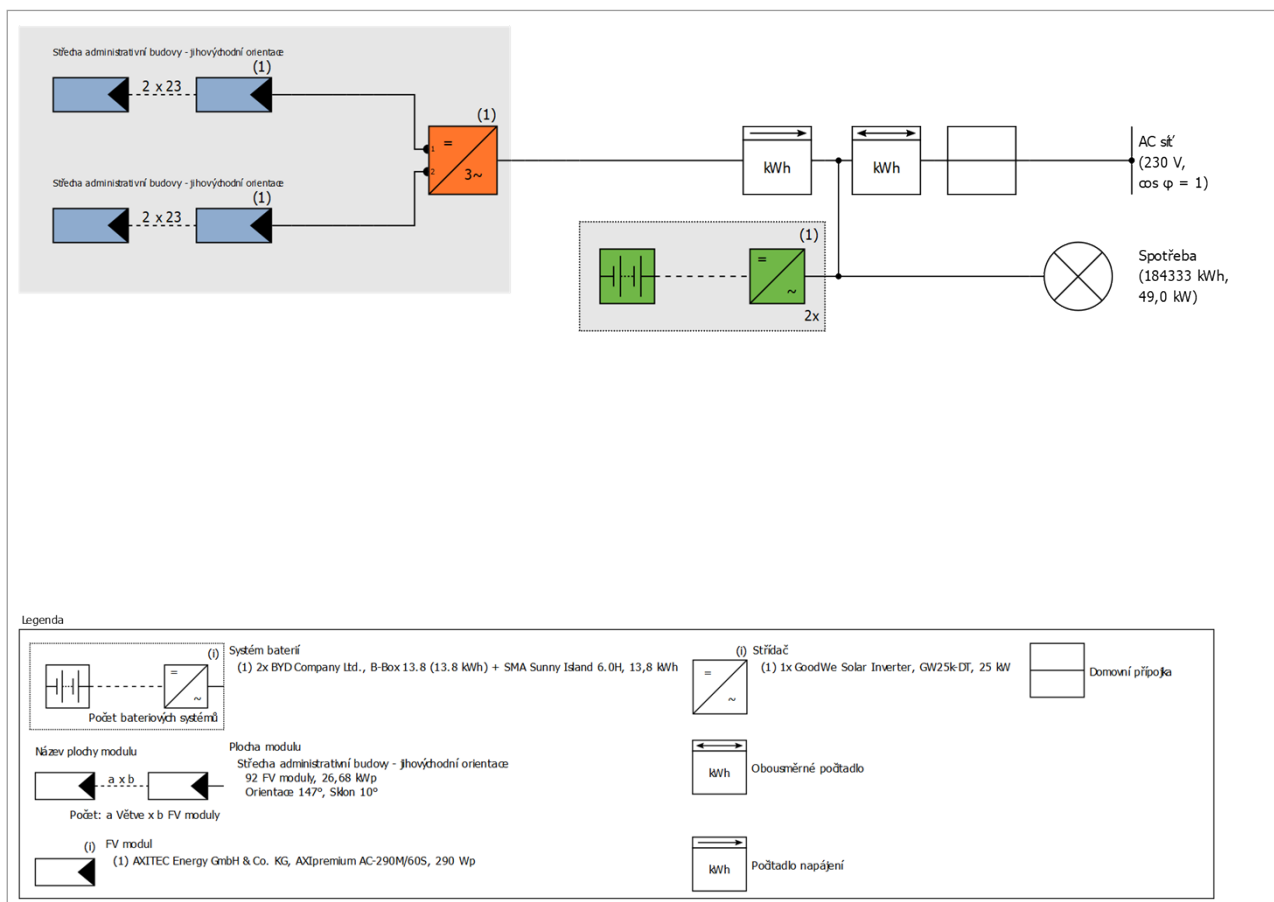 Střecha administrativní budovy - jihovýchodní orientace
(1)
2 x 23
(1)
1
=
3~
2
Střecha administrativní budovy - jihovýchodní orientace
(1)
2 x 23
kWh
kWh
AC síť
(230 V,
cos φ = 1)
(1)
=
~
2x
Spotřeba
(184333 kWh,
49,0 kW)
Legenda
(i)
=
~
Počet bateriových systémů
Systém baterií
(1) 2x BYD Company Ltd., B-Box 13.8 (13.8 kWh) + SMA Sunny Island 6.0H, 13,8 kWh
Název plochy modulu
a x b
Počet: a Větve x b FV moduly
Plocha modulu
Střecha administrativní budovy - jihovýchodní orientace
92 FV moduly, 26,68 kWp
Orientace 147°, Sklon 10°
(i)
FV modul
(1) AXITEC Energy GmbH & Co. KG, AXIpremium AC-290M/60S, 290 Wp
(i)
=
~
Střídač
(1) 1x GoodWe Solar Inverter, GW25k-DT, 25 kW
kWh
Obousměrné počitadlo
kWh
Počitadlo napájení
Domovní přípojka